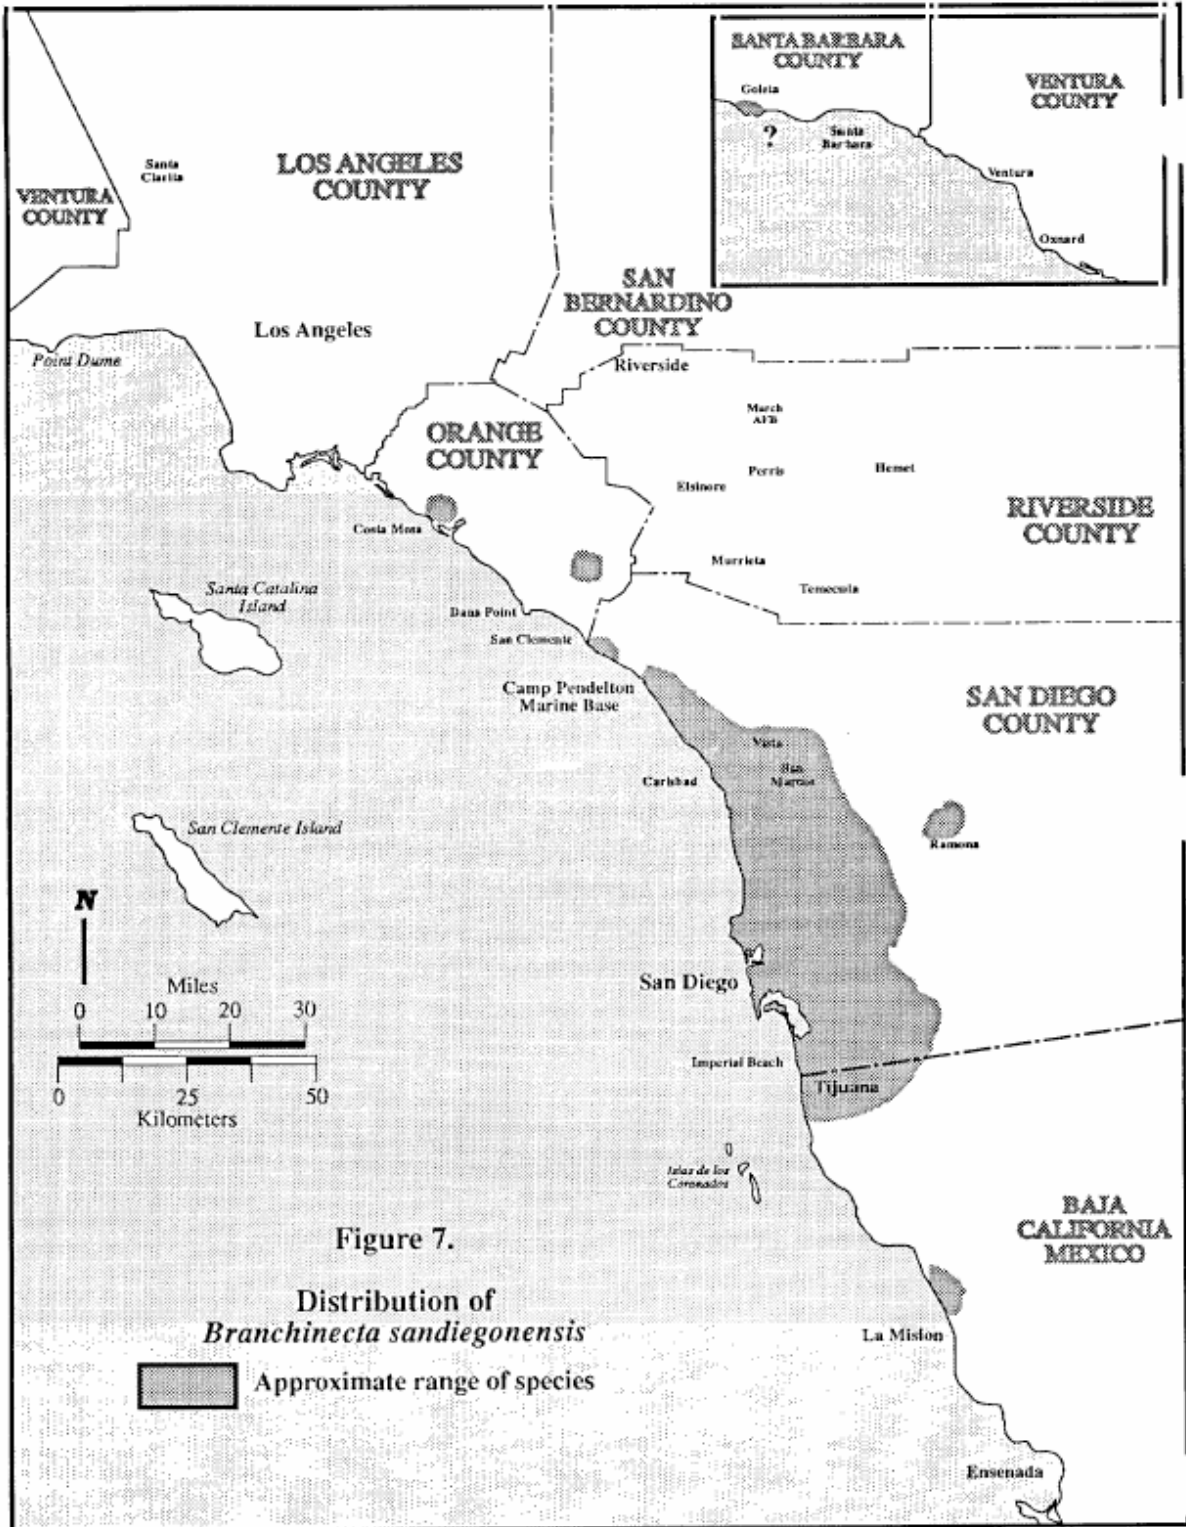 SANTA BARBARA
COUNTY
Goleta
VENTURA
COUNTY
?
Santa
Barbara
Ventura
Oxnard
Santa
Clarita
LOS ANGELES
COUNTY
VENTURA
COUNTY
SAN
BERNARDINO
COUNTY
Los Angeles
Point Dume
Riverside
March
AFB
ORANGE
COUNTY
Perris
Hemet
Elsinore
RIVERSIDE
COUNTY
Costa Mesa
Murrieta
Temecula
Santa Catalina
Island
Dana Point
San Clemente
Camp Pendelton
Marine Base
SAN DIEGO
COUNTY
Vista
San
Marcos
Carlsbad
San Clemente Island
Ramona
N
Miles
0 10 20 30
0 25 50
Kilometers
San Diego
Imperial Beach
Tijuana
Islas de los
Coronados
BAJA
CALIFORNIA
MEXICO
Figure 7.
Distribution of
Branchinecta sandiegonensis
Approximate range of species
La Mision
Ensenada